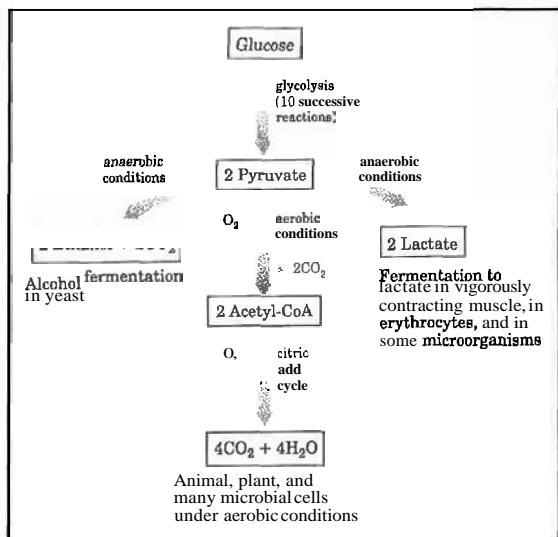 Glucose
glycolysis
(10 successive
reactions;
anaerobic
conditions
2 Pyruvate
anaerobic
conditions
O₂ aerobic
conditions
2 Lactate
Alcohol fermentation
in yeast
2CO₂
Fermentation to
lactate in vigorously
contracting muscle, in
erythrocytes, and in
some microorganisms
2 Acetyl-CoA
O, citric
add
cycle
4CO₂ + 4H₂O
Animal, plant, and
many microbial cells
under aerobic conditions